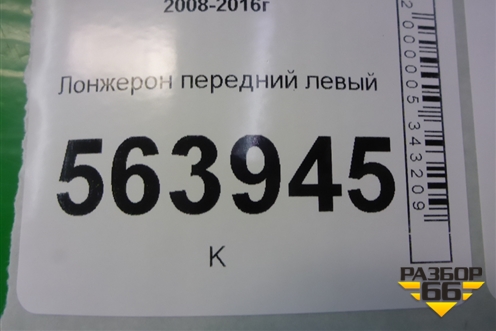 2008-2016г
Лонжерон передний левый
563945
К
2000005343209
РАЗБОР
66